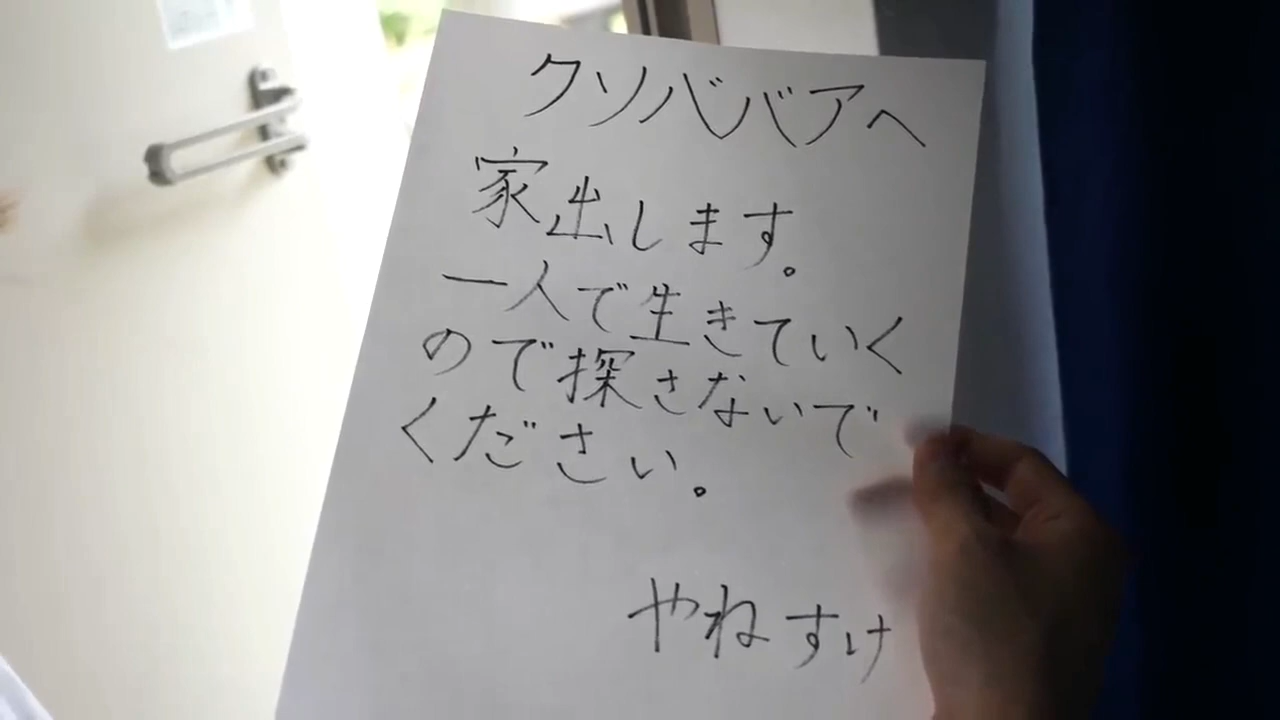 クソババアへ
家出します。
一人で生きていく
ので探さないで
ください。
やねすけ